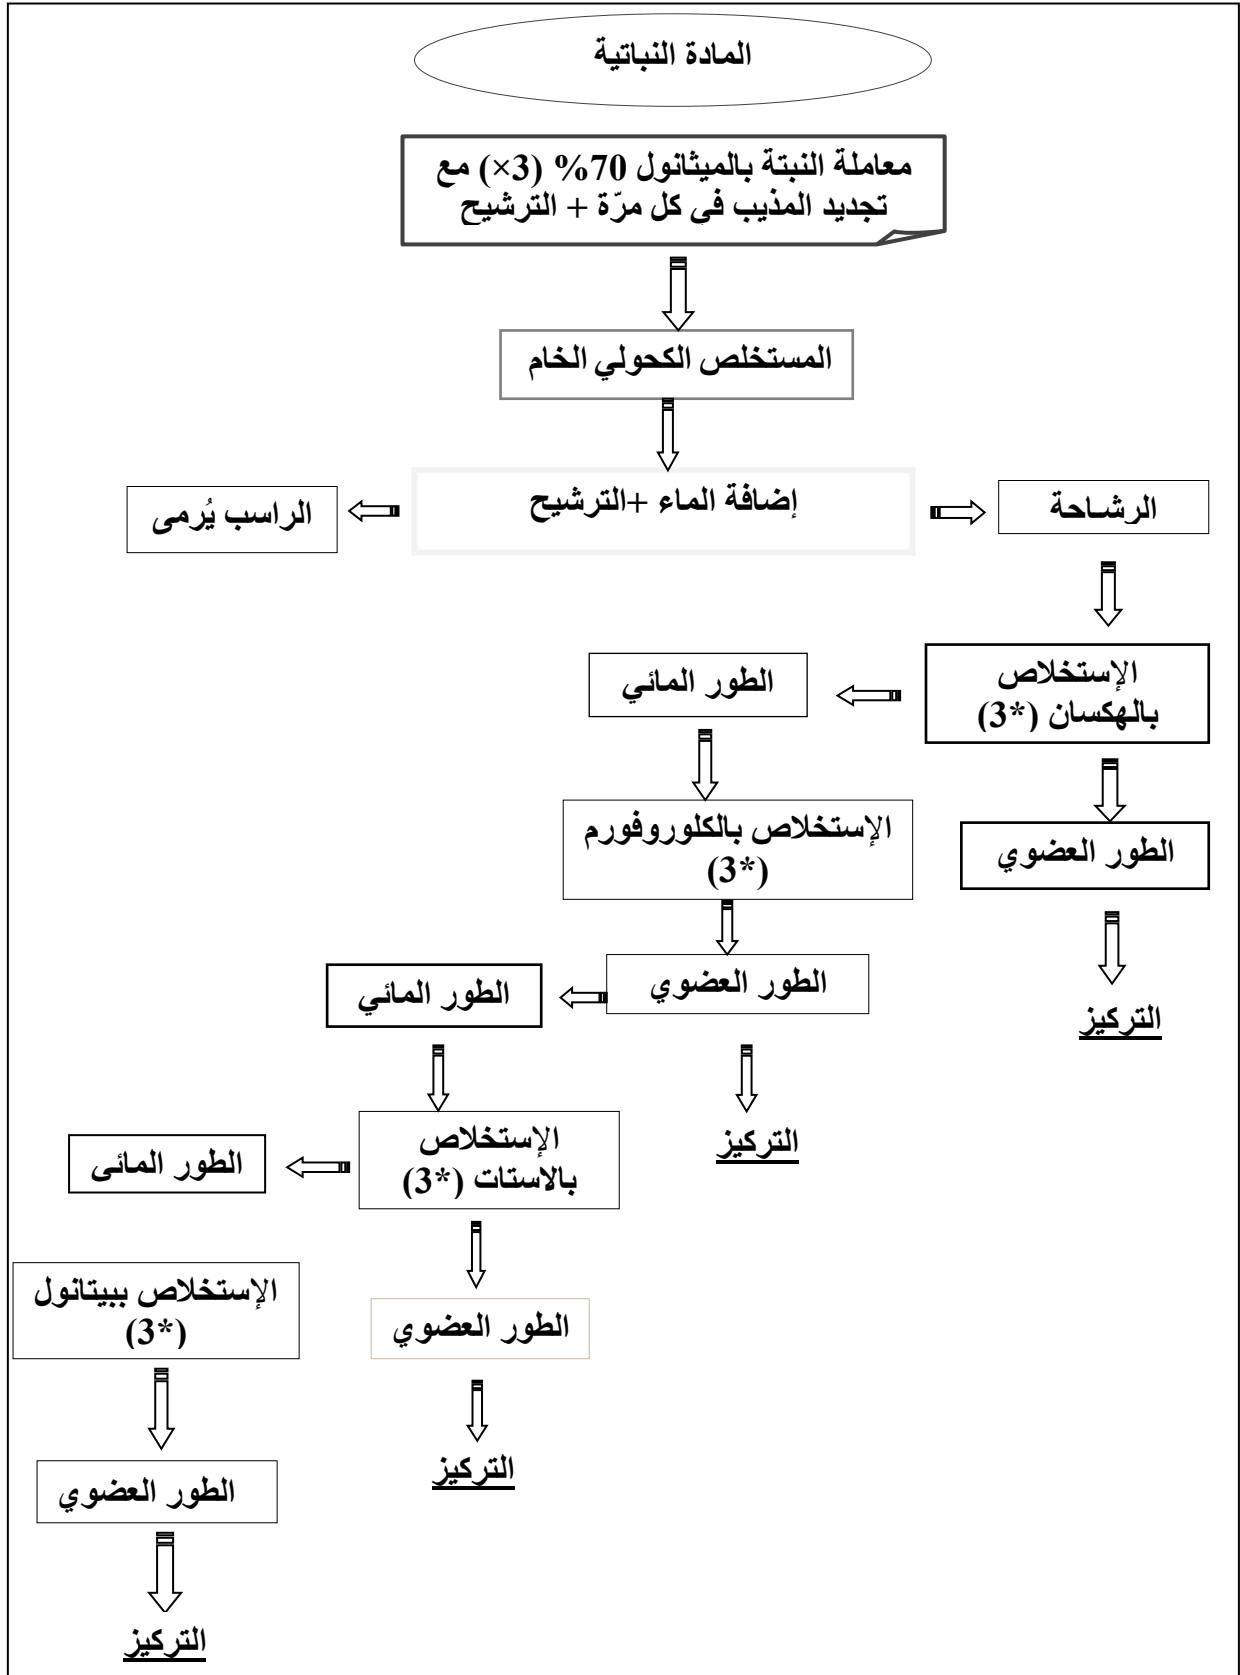 المادة النباتية
معاملة النبتة بالميثانول 70% (3×) مع
تجديد المذيب في كل مرّة + الترشيح
المستخلص الكحولي الخام
إضافة الماء +الترشيح
الرشاحة
الراسب يُرمى
الإستخلاص
بالهكسان (*3)
الطور المائي
الطور العضوي
التركيز
الإستخلاص بالكلوروفورم
(*3)
الطور العضوي
الطور المائي
التركيز
الإستخلاص
بالاستات (*3)
الطور المائى
الطور العضوي
التركيز
الإستخلاص ببيتانول
(*3)
الطور العضوي
التركيز